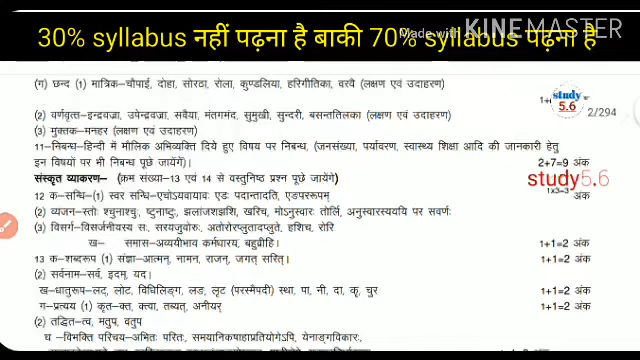 30% syllabus नहीं पढ़ना है बाकी 70% syllabus पढ़ना है
Made with KINEMASTER
(ग) छन्द (1) मात्रिक–चौपाई, दोहा, सोरठा, रोला, कुण्डलिया, हरिगीतिका, वरवै (लक्षण एवं उदाहरण)
study
5.6
2/294
(2) वर्णवृत्त–इन्द्रवज्रा, उपेन्द्रवज्रा, सवैया, मंतगमंद, सुमुखी, सुन्दरी, बसन्ततिलका (लक्षण एवं उदाहरण)
(3) मुक्तक–मनहर (लक्षण एवं उदाहरण)
11–निबन्ध–हिन्दी में मौलिक अभिव्यक्ति दिये हुए विषय पर निबन्ध, (जनसंख्या, पर्यावरण, स्वास्थ्य शिक्षा आदि की जानकारी हेतु
इन विषयों पर भी निबन्ध पूछे जायेंगे)। 2+7=9 अंक
संस्कृत व्याकरण– (क्रम संख्या–13 एवं 14 से वस्तुनिष्ठ प्रश्न पूछे जायेंगे)
study5.6
12 क–सन्धि–(1) स्वर सन्धि–एचोऽयवायावः एङः पदान्तादति, एङपररूपम् 1x3=3 अंक
(2) व्यंजन–स्तोः श्चुनाश्चुः, ष्टुनाष्टुः, झलांजशझशि, खरिच, मोऽनुस्वारः तोर्लि, अनुस्वारस्यययि पर सवर्णः
(3) विसर्ग–विसर्जनीयस्य सः, सरयजुवोरुः, अतोरोरप्लुतादप्लुते, हशिच, रोरि
ख– समास–अव्ययीभाव कर्मधारय, बहुब्रीहि। 1+1=2 अंक
13 क–शब्दरूप (1) संज्ञा–आत्मन्, नामन, राजन्, जगत् सरित्। 1+1=2 अंक
(2) सर्वनाम–सर्व, इदम्, यद।
ख–धातुरूप–लट्, लोट, विधिलिङ्ग, लङ, लृट (परस्मैपदी) स्था, पा, नी, दा, कृ, चुर 1+1=2 अंक
ग–प्रत्यय (1) कृत–क्त, क्त्वा, तब्यत्, अनीयर् 1+1=2 अंक
(2) तद्धित–त्व, मतुप, वतुप
घ –विभक्ति परिचय–अभितः परितः, समयानिकषाहाप्रतियोगेऽपि, येनाङ्गविकारः,